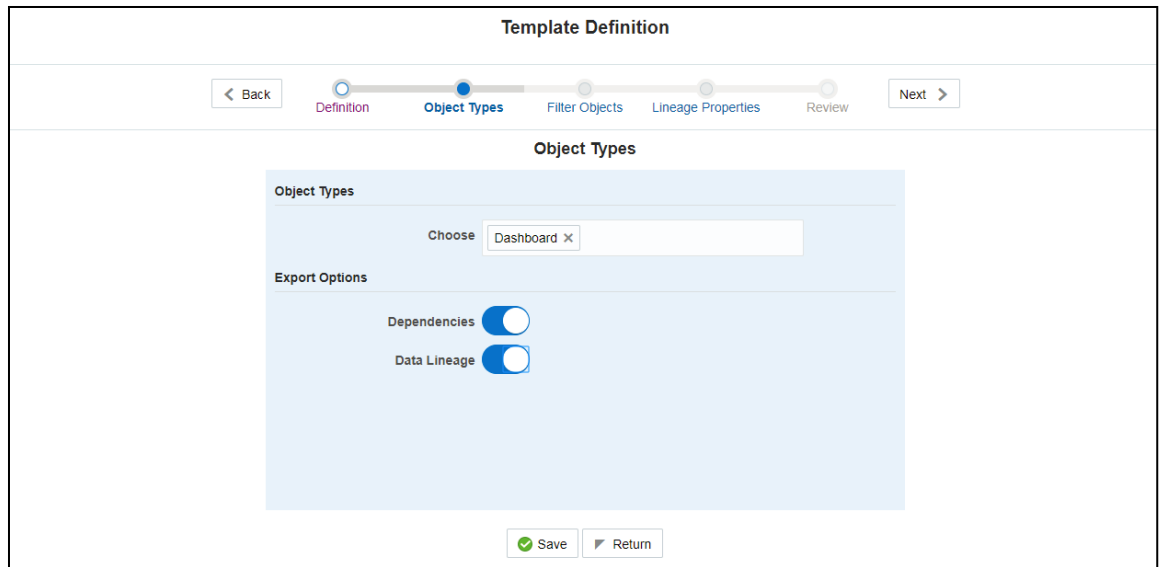 Template Definition
Back
Definition
Object Types
Filter Objects
Lineage Properties
Review
Next
Object Types
Object Types
Choose
Dashboard
Export Options
Dependencies
Data Lineage
Save
Return